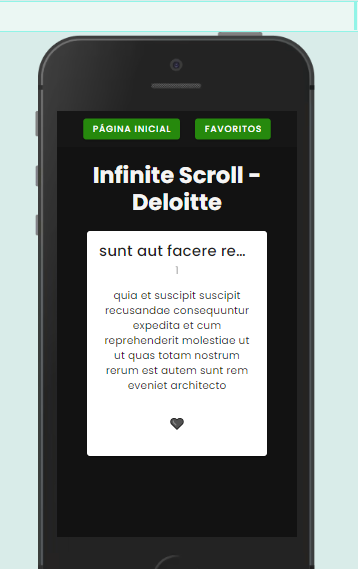 PÁGINA INICIAL FAVORITOS
Infinite Scroll -
Deloitte
sunt aut facere re...
1
quia et suscipit suscipit
recusandae consequuntur
expedita et cum
reprehenderit molestiae ut
ut quas totam nostrum
rerum est autem sunt rem
eveniet architecto